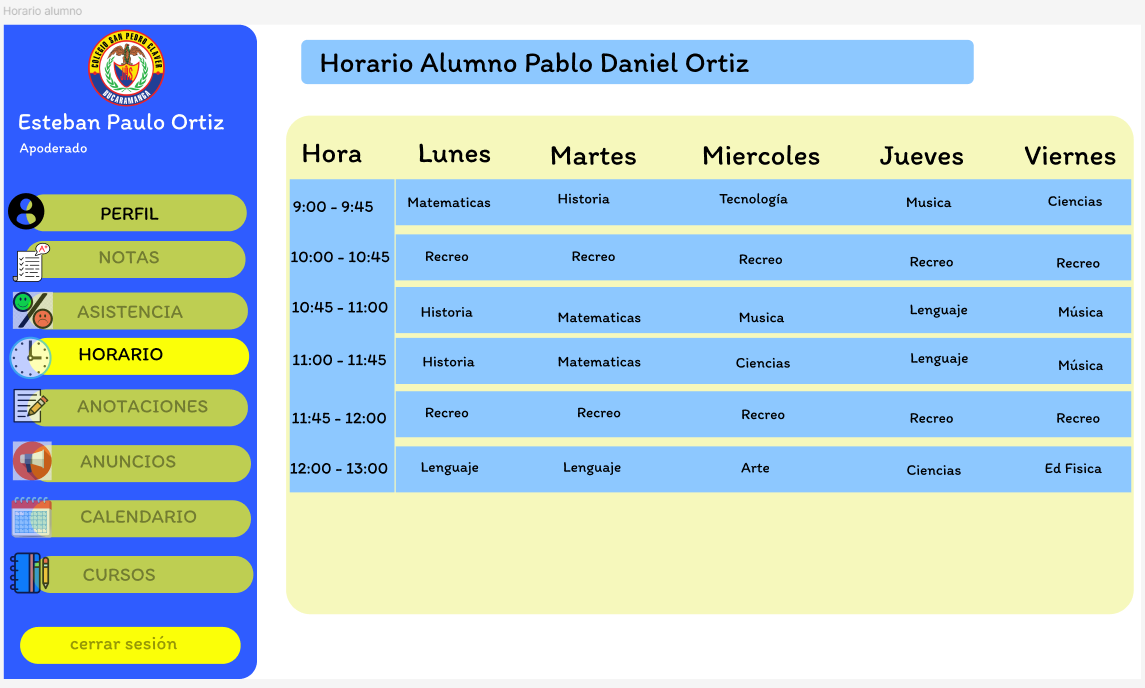 Horario alumno
COLEGIO SAN PEDRO CLAVER
BUCARAMANGA
Esteban Paulo Ortiz
Apoderado
PERFIL
NOTAS
A+
ASISTENCIA
HORARIO
ANOTACIONES
ANUNCIOS
CALENDARIO
CURSOS
cerrar sesión
Horario Alumno Pablo Daniel Ortiz
Hora Lunes Martes Miercoles Jueves Viernes
9:00 - 9:45 Matematicas Historia Tecnología Musica Ciencias
10:00 - 10:45 Recreo Recreo Recreo Recreo Recreo
10:45 - 11:00 Historia Matematicas Musica Lenguaje Música
11:00 - 11:45 Historia Matematicas Ciencias Lenguaje Música
11:45 - 12:00 Recreo Recreo Recreo Recreo Recreo
12:00 - 13:00 Lenguaje Lenguaje Arte Ciencias Ed Fisica